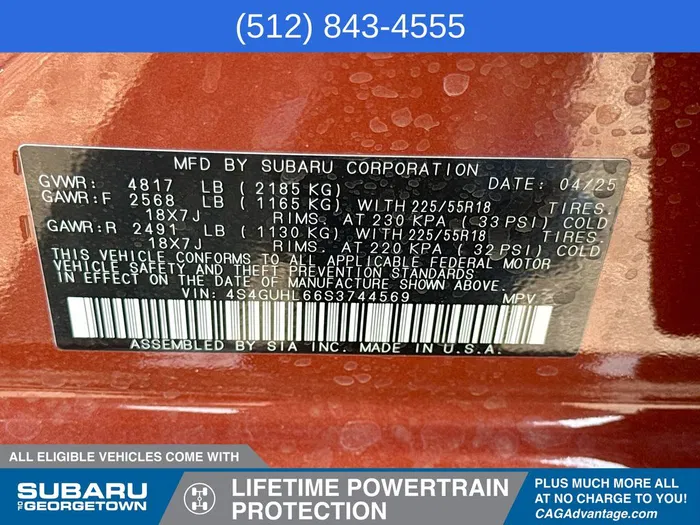 (512) 843-4555
MFD BY SUBARU CORPORATION
GVWR: 4817 LB (2185 KG) DATE: 04/25
GAWR:F 2568 LB (1165 KG) WITH 225/55R18 TIRES.
18X7J RIMS. AT 230 KPA (33 PSI) COLD
GAWR:R 2491 LB (1130 KG) WITH 225/55R18 TIRES.
18X7J RIMS. AT 220 KPA (32 PSI) COLD
THIS VEHICLE CONFORMS TO ALL APPLICABLE FEDERAL MOTOR
VEHICLE SAFETY AND THEFT PREVENTION STANDARDS
IN EFFECT ON THE DATE OF MANUFACTURE SHOWN ABOVE.
VIN: 4S4GUHL66S3744569 MPV
ASSEMBLED BY SIA INC. MADE IN U.S.A.
ALL ELIGIBLE VEHICLES COME WITH
SUBARU
OF GEORGETOWN
LIFETIME POWERTRAIN
PROTECTION
PLUS MUCH MORE ALL
AT NO CHARGE TO YOU!
CAGAdvantage.com